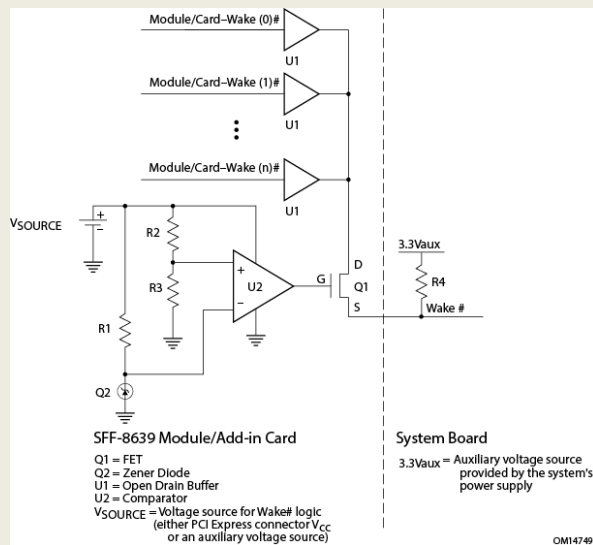 Module/Card–Wake (0)#
U1
Module/Card–Wake (1)#
U1
Module/Card–Wake (n)#
U1
VSOURCE
+
–
R2
R3
R1
+
–
U2
G
D
Q1
S
Q2
3.3Vaux
R4
Wake #
SFF-8639 Module/Add-in Card
Q1 = FET
Q2 = Zener Diode
U1 = Open Drain Buffer
U2 = Comparator
VSOURCE = Voltage source for Wake# logic
(either PCI Express connector VCC
or an auxiliary voltage source)
System Board
3.3Vaux = Auxiliary voltage source
provided by the system's
power supply
OM14749